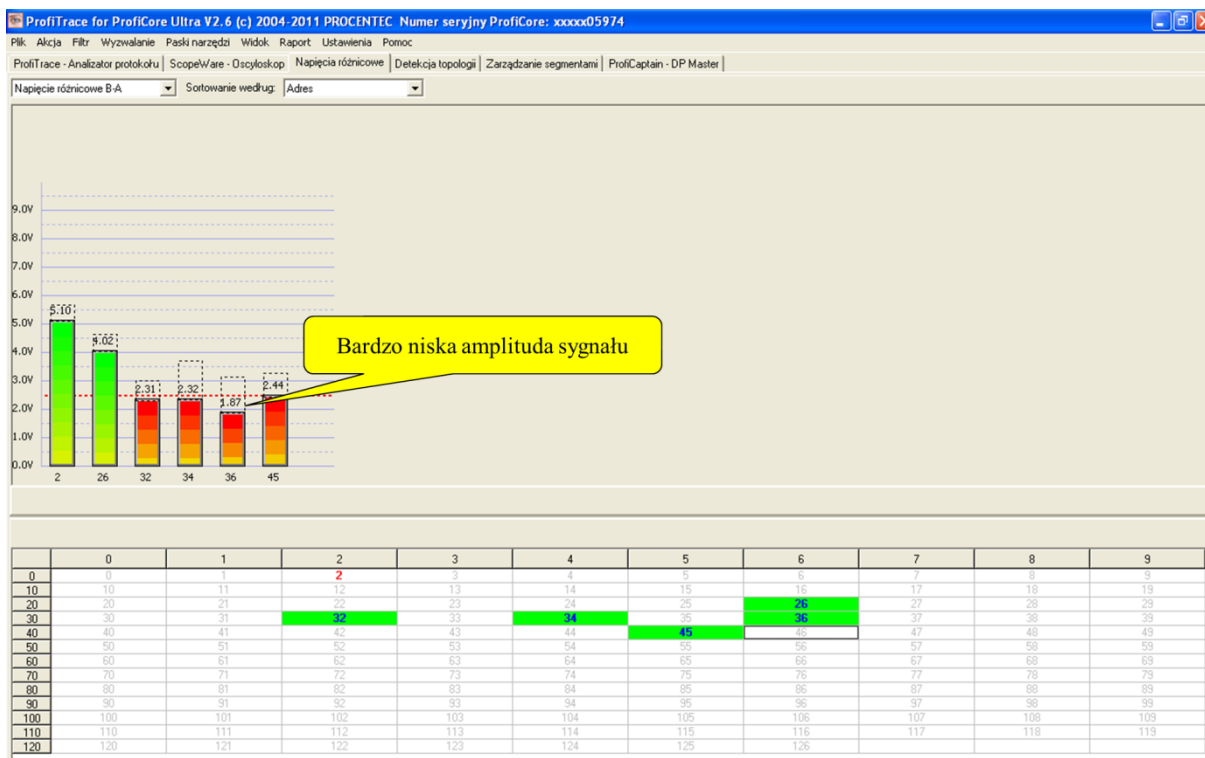 ProfiTrace for ProfiCore Ultra V2.6 (c) 2004-2011 PROCENTEC Numer seryjny ProfiCore: xxxxx05974
Plik Akcja Filtr Wyzwalanie Paski narzędzi Widok Raport Ustawienia Pomoc
ProfiTrace - Analizator protokołu ScopeWare - Oscyloskop Napięcia różnicowe Detekcja topologii Zarządzanie segmentami ProfiCaptain - DP Master
Napięcie różnicowe B-A Sortowanie według: Adres
9.0V
8.0V
7.0V
6.0V
5.0V
4.0V
3.0V
2.0V
1.0V
0.0V
5.10
4.02
2.31
2.32
1.87
2.44
Bardzo niska amplituda sygnału
2 26 32 34 36 45
0 1 2 3 4 5 6 7 8 9
0 0 1 2 3 4 5 6 7 8 9
10 10 11 12 13 14 15 16 17 18 19
20 20 21 22 23 24 25 26 27 28 29
30 30 31 32 33 34 35 36 37 38 39
40 40 41 42 43 44 45 46 47 48 49
50 50 51 52 53 54 55 56 57 58 59
60 60 61 62 63 64 65 66 67 68 69
70 70 71 72 73 74 75 76 77 78 79
80 80 81 82 83 84 85 86 87 88 89
90 90 91 92 93 94 95 96 97 98 99
100 100 101 102 103 104 105 106 107 108 109
110 110 111 112 113 114 115 116 117 118 119
120 120 121 122 123 124 125 126